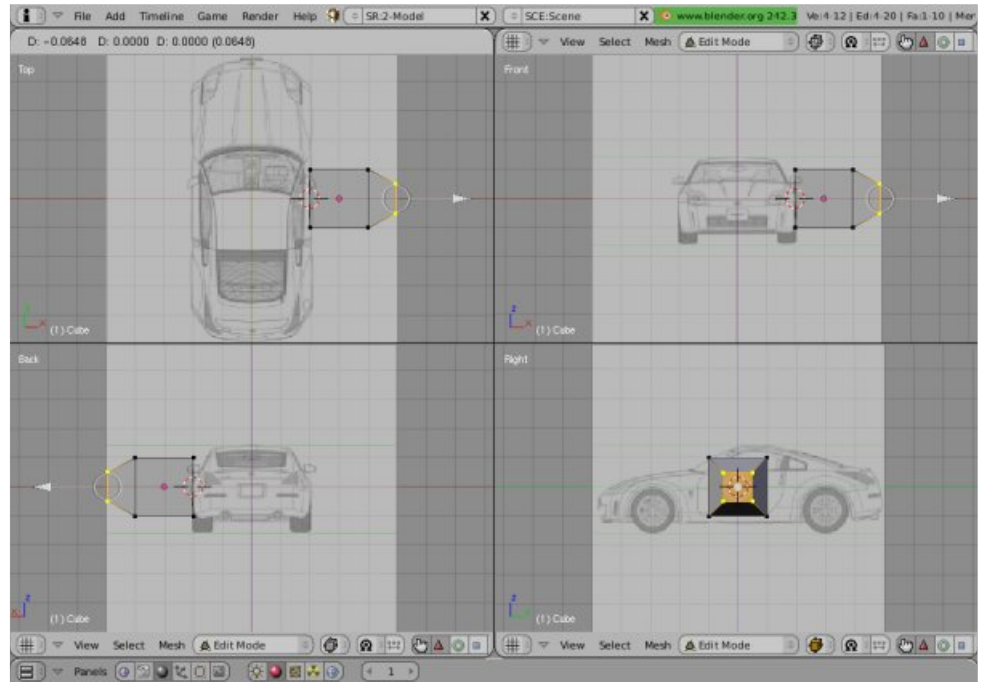 File Add Timeline Game Render Help SR:2-Model X SCE:Scene X www.blender.org 242.3 Ve:4-12 | Ed:4-20 | Fa:1-10 | Mer
D: -0.0648 D: 0.0000 D: 0.0000 (0.0648)
View Select Mesh Edit Mode
Top
Front
x
z
x
(1) Cube
(1) Cube
Back
Right
z
z
(1) Cube
(1) Cube
View Select Mesh Edit Mode
View Select Mesh Edit Mode
Panels 1